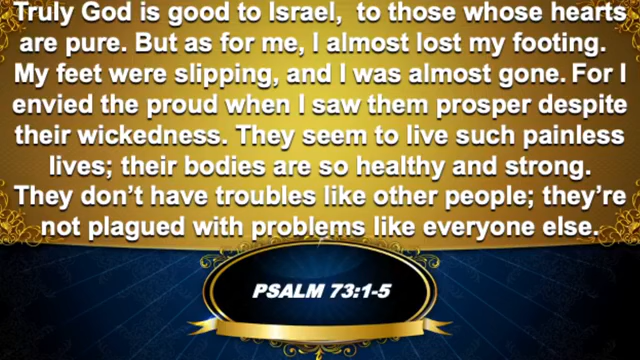 Truly God is good to Israel, to those whose hearts
are pure. But as for me, I almost lost my footing.
My feet were slipping, and I was almost gone. For I
envied the proud when I saw them prosper despite
their wickedness. They seem to live such painless
lives; their bodies are so healthy and strong.
They don’t have troubles like other people; they’re
not plagued with problems like everyone else.
PSALM 73:1-5